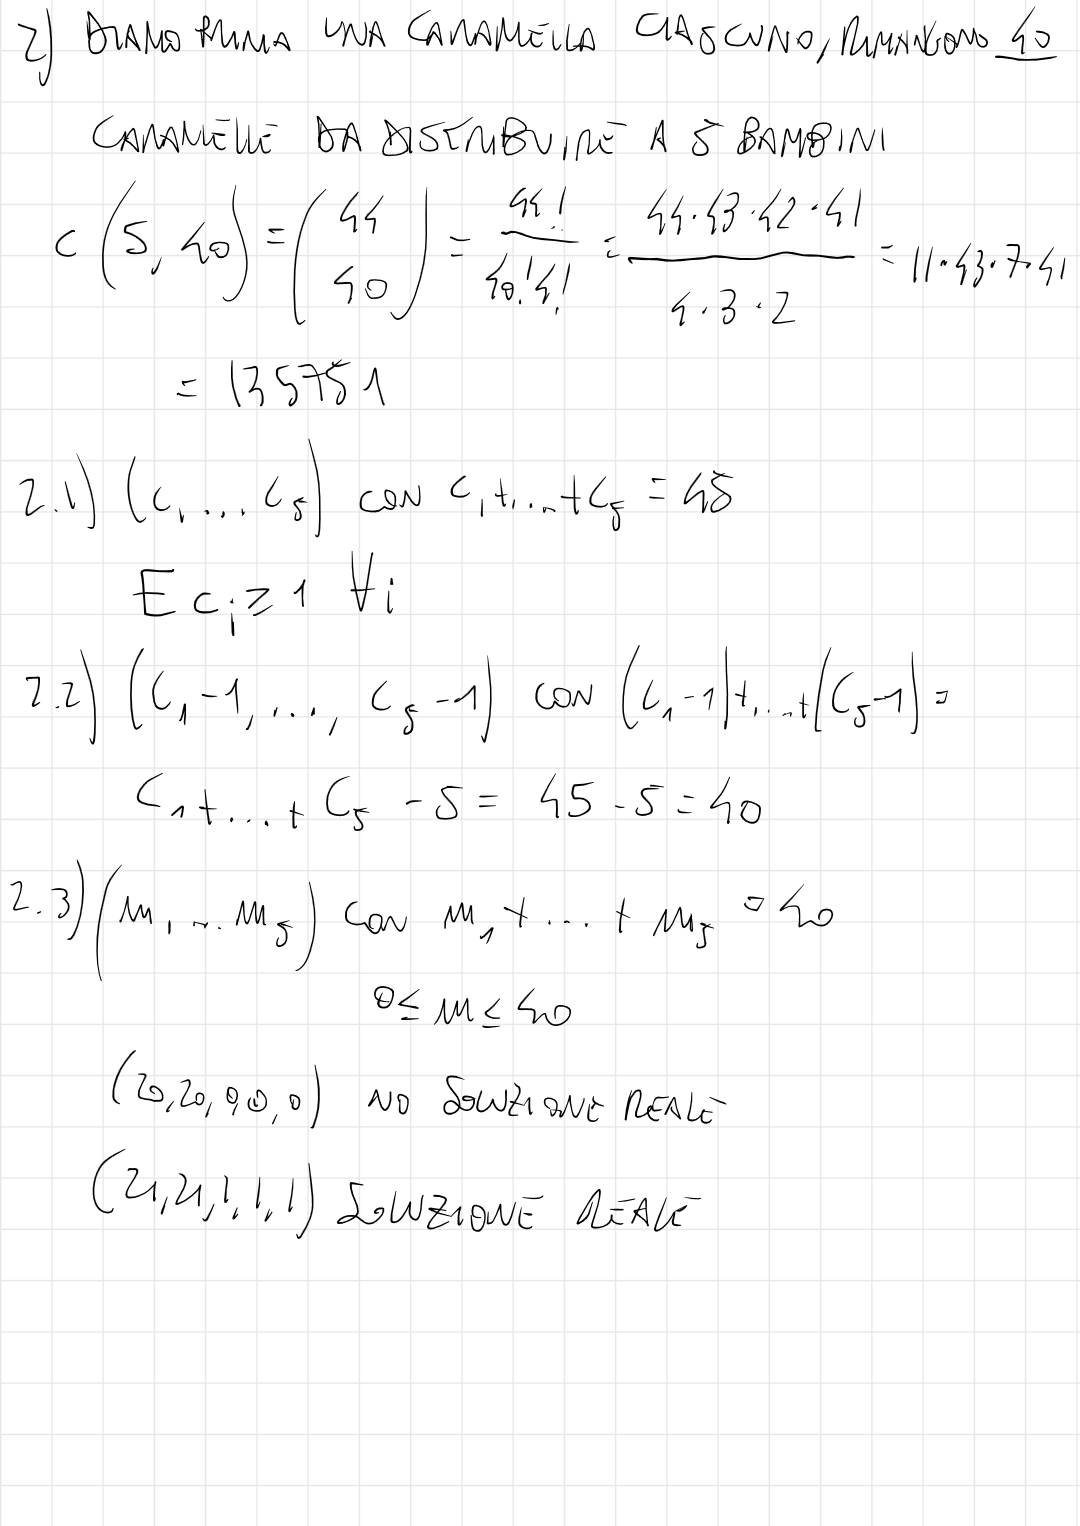 2) DIAMO PRIMA UNA CARAMELLA CIASCUNO, RIMANGONO 40
CARAMELLE DA DISTRIBUIRE A 5 BAMBINI
C (5, 40) = (44 40) = 44! / 40! 4! = 44·43·42·41 / 4·3·2 = 11·43·7·41
= 135751
2.1) (C1 ... C5) CON C1+...+C5 = 45
E Ci ≥ 1 ∀i
2.2) (C1-1, ..., C5-1) CON (C1-1)+...+(C5-1) =
C1+...+C5 - 5 = 45-5 = 40
2.3) (m1 ... m5) CON m1 + ... + m5 = 40
0 ≤ m ≤ 40
(20,20,0,0,0) NO SOLUZIONE REALE
(21,21,1,1,1) SOLUZIONE REALE